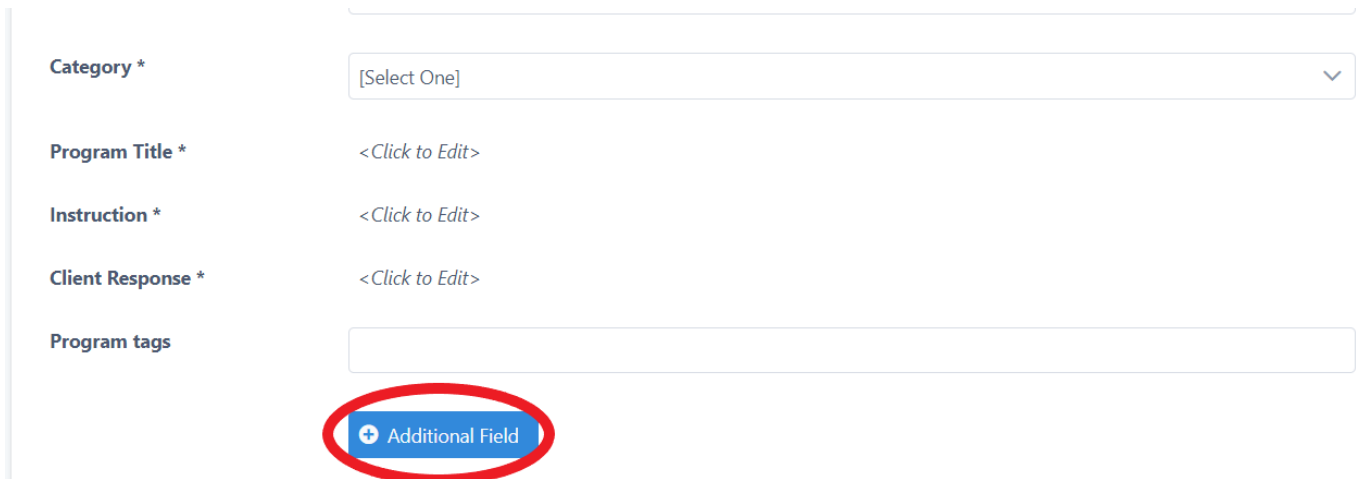 Category *
[Select One]
Program Title *
<Click to Edit>
Instruction *
<Click to Edit>
Client Response *
<Click to Edit>
Program tags
Additional Field